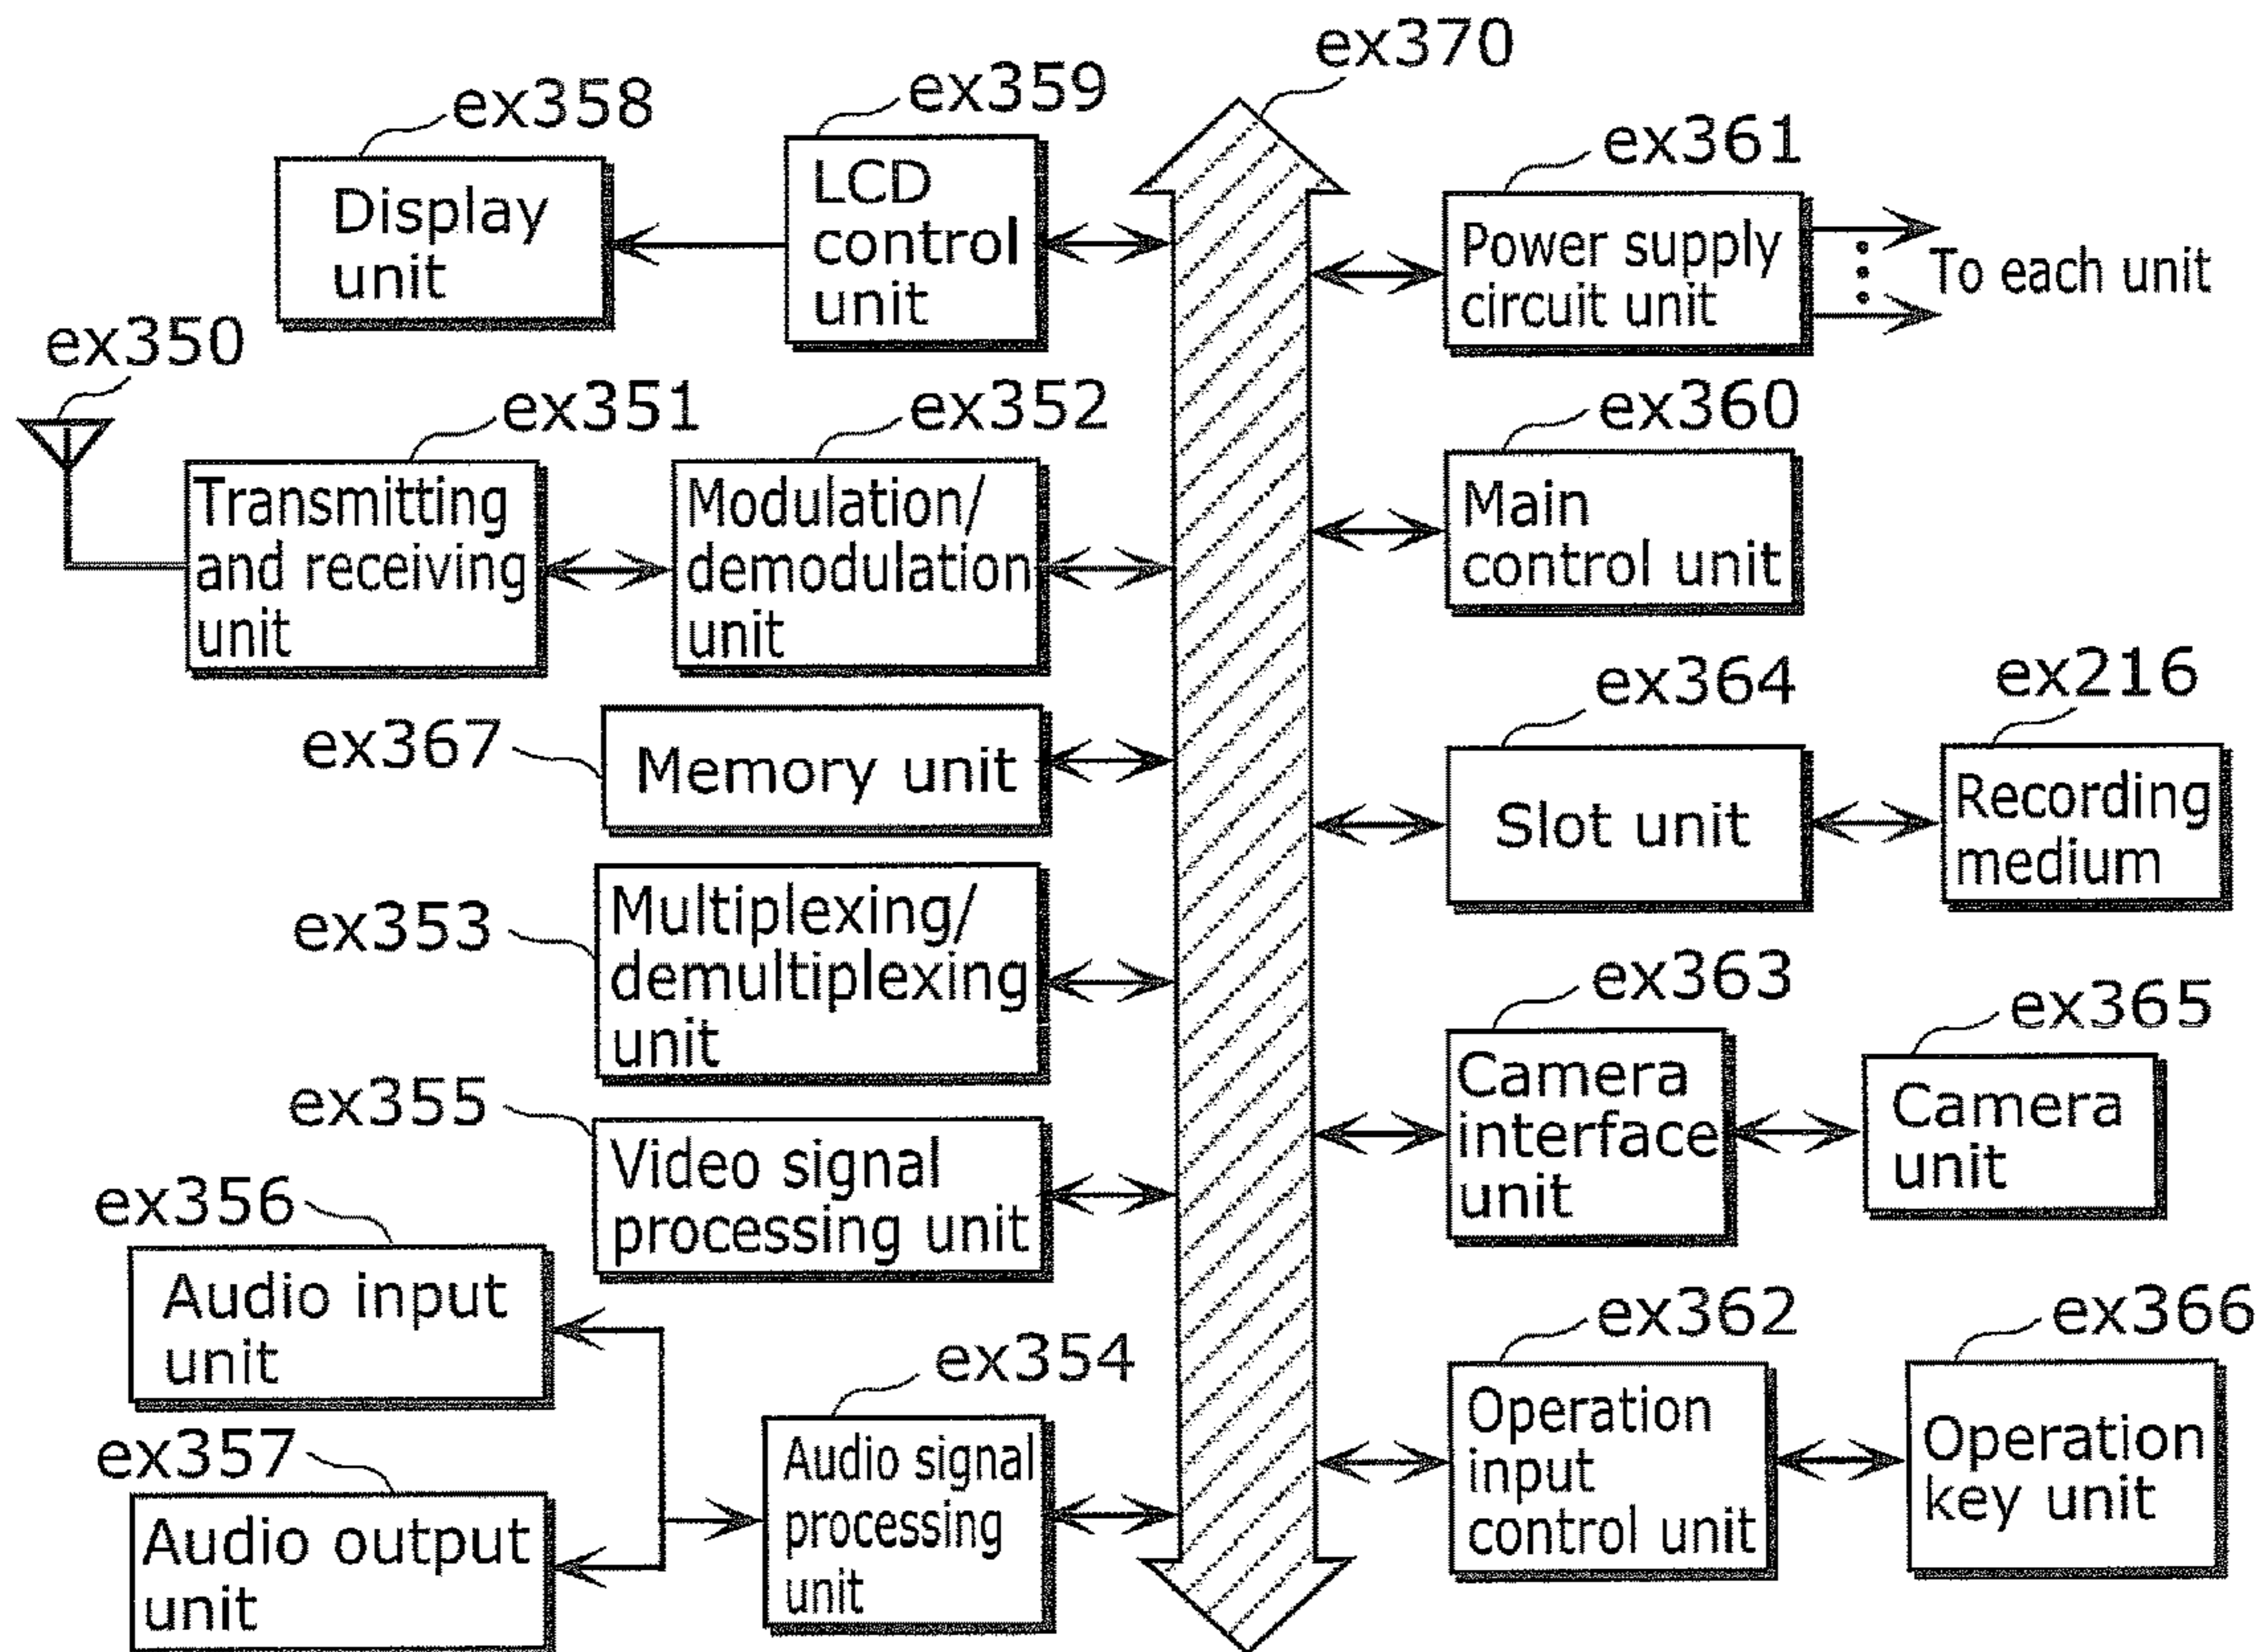 ex370
ex358
ex359
ex361
Display
unit
LCD
control
unit
Power supply
circuit unit
To each unit
ex350
ex351
ex352
ex360
Transmitting
and receiving
unit
Modulation/
demodulation
unit
Main
control unit
ex367
Memory unit
ex364
ex216
Slot unit
Recording
medium
ex353
Multiplexing/
demultiplexing
unit
ex363
ex365
Camera
interface
unit
Camera
unit
ex355
Video signal
processing unit
ex356
Audio input
unit
ex362
ex366
Operation
input
control unit
Operation
key unit
ex357
Audio output
unit
ex354
Audio signal
processing
unit